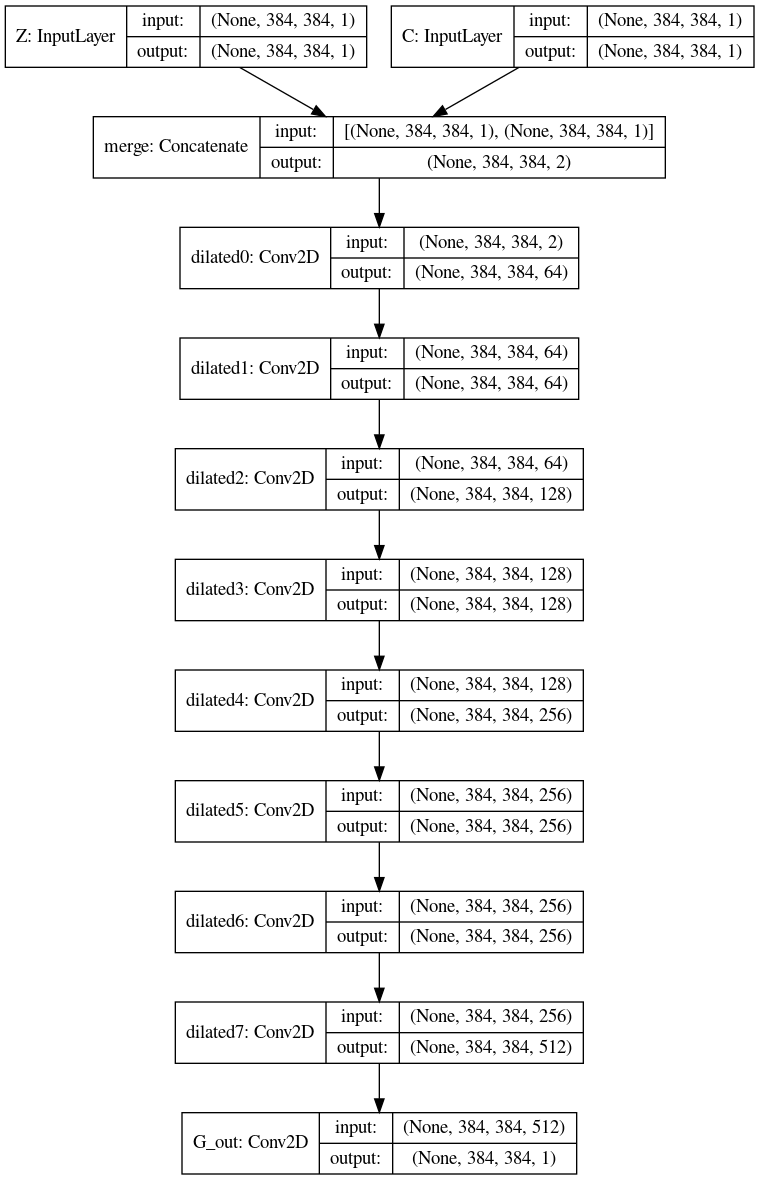 Z: InputLayer
input:
(None, 384, 384, 1)
output:
(None, 384, 384, 1)
C: InputLayer
input:
(None, 384, 384, 1)
output:
(None, 384, 384, 1)
merge: Concatenate
input:
[(None, 384, 384, 1), (None, 384, 384, 1)]
output:
(None, 384, 384, 2)
dilated0: Conv2D
input:
(None, 384, 384, 2)
output:
(None, 384, 384, 64)
dilated1: Conv2D
input:
(None, 384, 384, 64)
output:
(None, 384, 384, 64)
dilated2: Conv2D
input:
(None, 384, 384, 64)
output:
(None, 384, 384, 128)
dilated3: Conv2D
input:
(None, 384, 384, 128)
output:
(None, 384, 384, 128)
dilated4: Conv2D
input:
(None, 384, 384, 128)
output:
(None, 384, 384, 256)
dilated5: Conv2D
input:
(None, 384, 384, 256)
output:
(None, 384, 384, 256)
dilated6: Conv2D
input:
(None, 384, 384, 256)
output:
(None, 384, 384, 256)
dilated7: Conv2D
input:
(None, 384, 384, 256)
output:
(None, 384, 384, 512)
G_out: Conv2D
input:
(None, 384, 384, 512)
output:
(None, 384, 384, 1)